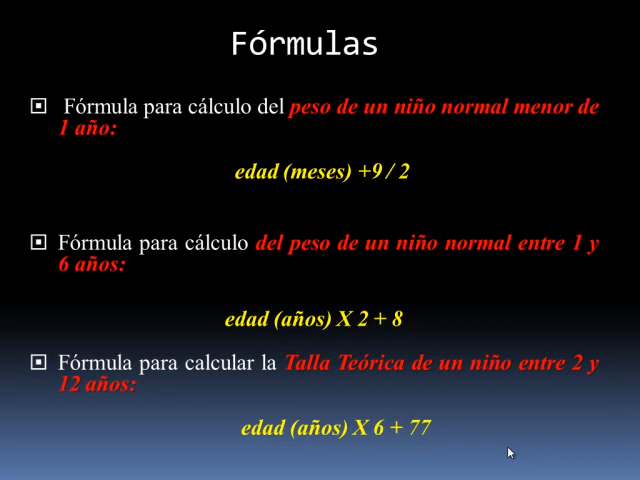 Fórmulas
Fórmula para cálculo del peso de un niño normal menor de
1 año:
edad (meses) +9 / 2
Fórmula para cálculo del peso de un niño normal entre 1 y
6 años:
edad (años) X 2 + 8
Fórmula para calcular la Talla Teórica de un niño entre 2 y
12 años:
edad (años) X 6 + 77